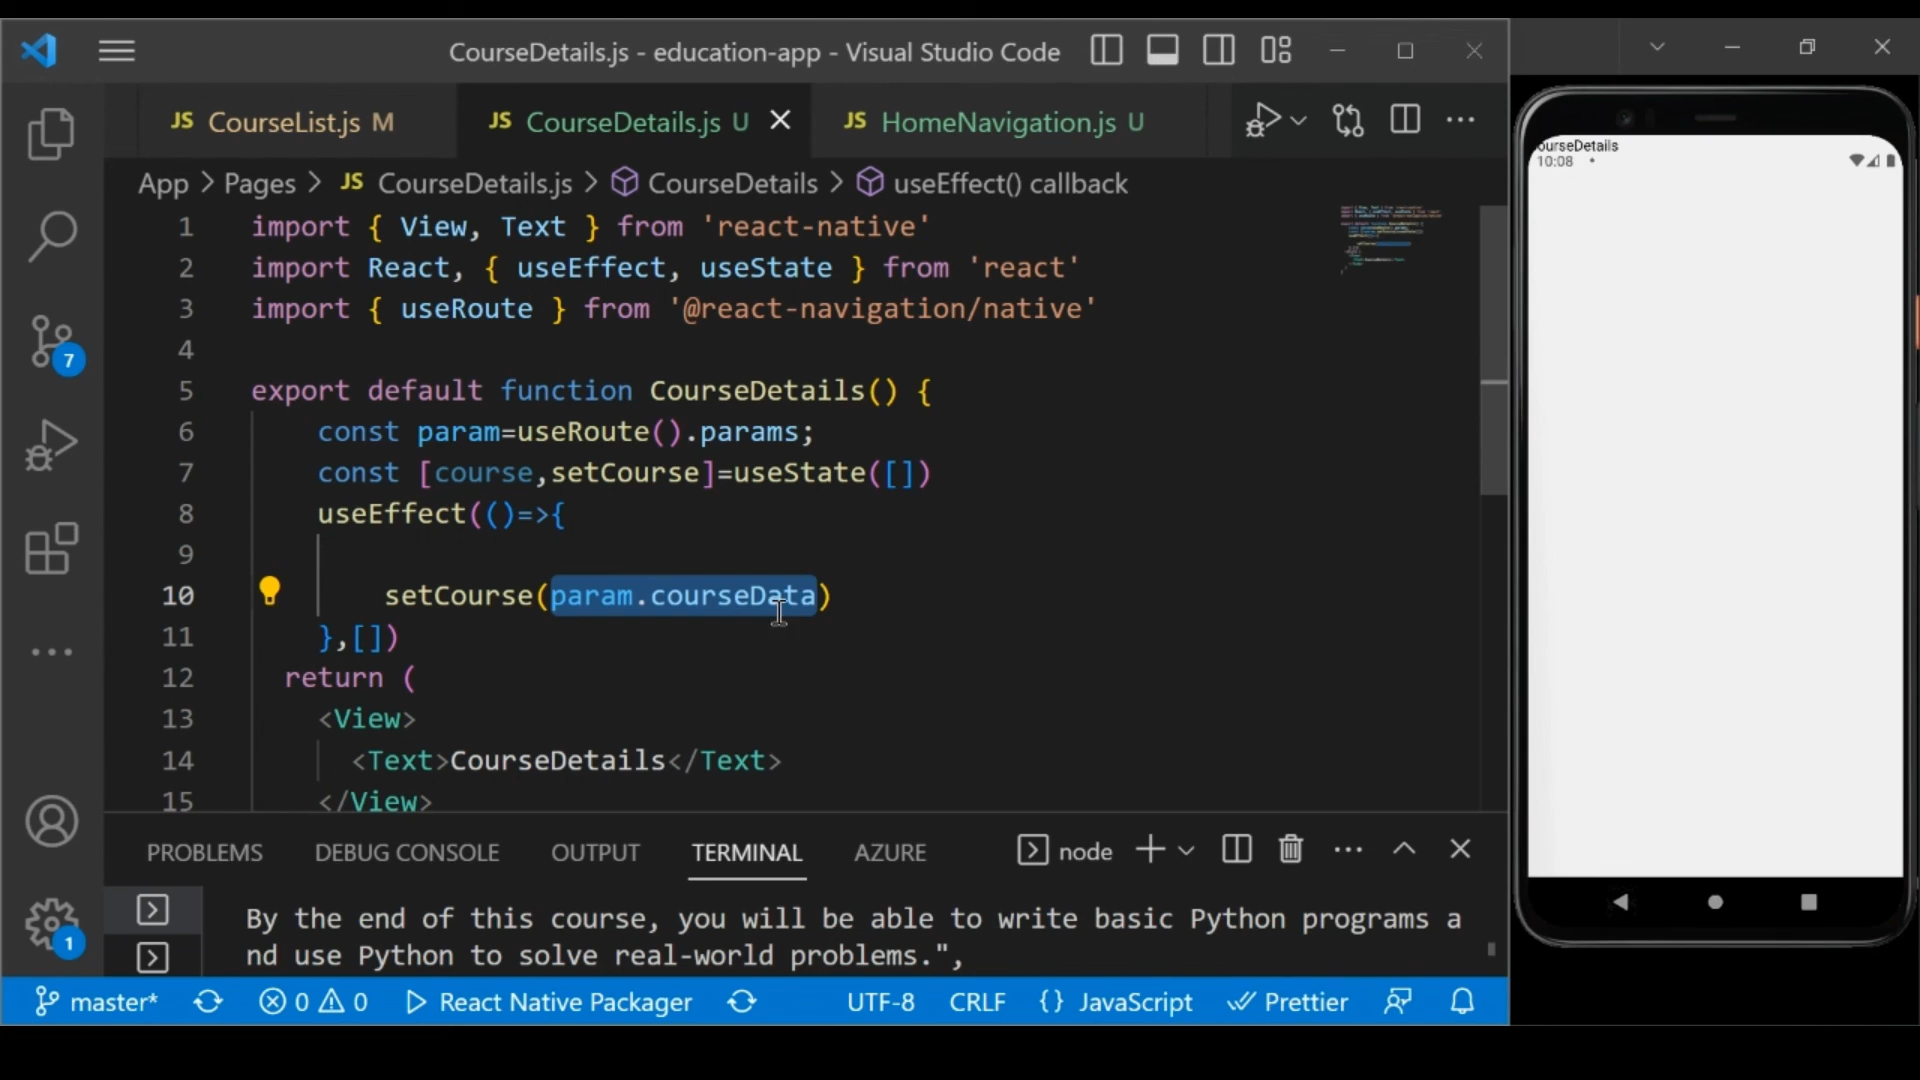 CourseDetails.js - education-app - Visual Studio Code
JS CourseList.js M
JS CourseDetails.js U
JS HomeNavigation.js U
App > Pages > JS CourseDetails.js > CourseDetails > useEffect() callback
1 import { View, Text } from 'react-native'
2 import React, { useEffect, useState } from 'react'
3 import { useRoute } from '@react-navigation/native'
4
5 export default function CourseDetails() {
6 const param=useRoute().params;
7 const [course,setCourse]=useState([])
8 useEffect(()=>{
9
10 setCourse(param.courseData)
11 },[])
12 return (
13 <View>
14 <Text>CourseDetails</Text>
15 </View>
7
1
PROBLEMS DEBUG CONSOLE OUTPUT TERMINAL AZURE node
By the end of this course, you will be able to write basic Python programs a
nd use Python to solve real-world problems.",
master* 0 0 React Native Packager UTF-8 CRLF {} JavaScript Prettier
ourseDetails
10:08